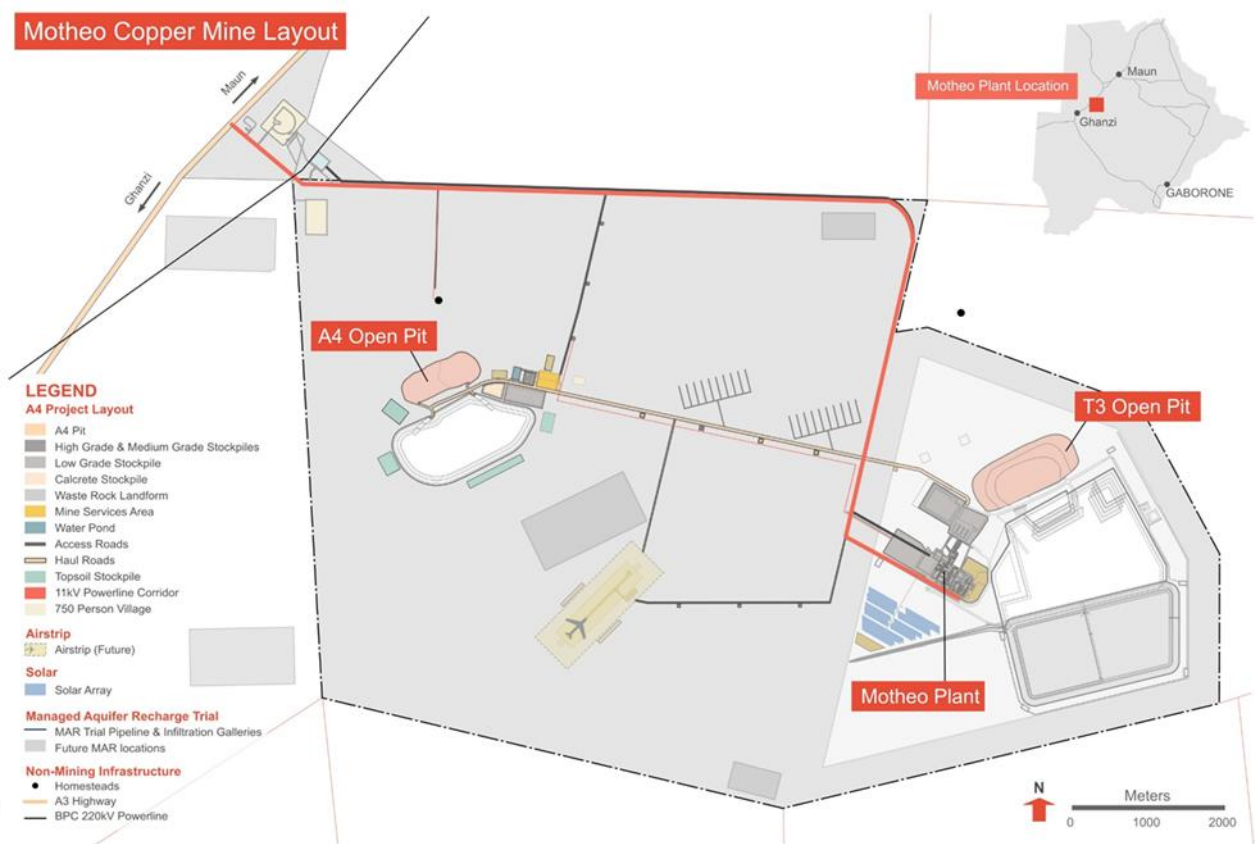 Motheo Copper Mine Layout
Maun
Ghanzi
Motheo Plant Location
Maun
Ghanzi
GABORONE
A4 Open Pit
T3 Open Pit
Motheo Plant
LEGEND
A4 Project Layout
A4 Pit
High Grade & Medium Grade Stockpiles
Low Grade Stockpile
Calcrete Stockpile
Waste Rock Landform
Mine Services Area
Water Pond
Access Roads
Haul Roads
Topsoil Stockpile
11kV Powerline Corridor
750 Person Village
Airstrip
Airstrip (Future)
Solar
Solar Array
Managed Aquifer Recharge Trial
MAR Trial Pipeline & Infiltration Galleries
Future MAR locations
Non-Mining Infrastructure
Homesteads
A3 Highway
BPC 220kV Powerline
N
Meters
0 1000 2000